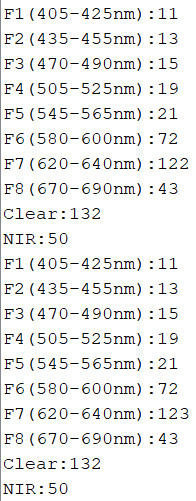 F1(405-425nm):11
F2(435-455nm):13
F3(470-490nm):15
F4(505-525nm):19
F5(545-565nm):21
F6(580-600nm):72
F7(620-640nm):122
F8(670-690nm):43
Clear:132
NIR:50
F1(405-425nm):11
F2(435-455nm):13
F3(470-490nm):15
F4(505-525nm):19
F5(545-565nm):21
F6(580-600nm):72
F7(620-640nm):123
F8(670-690nm):43
Clear:132
NIR:50